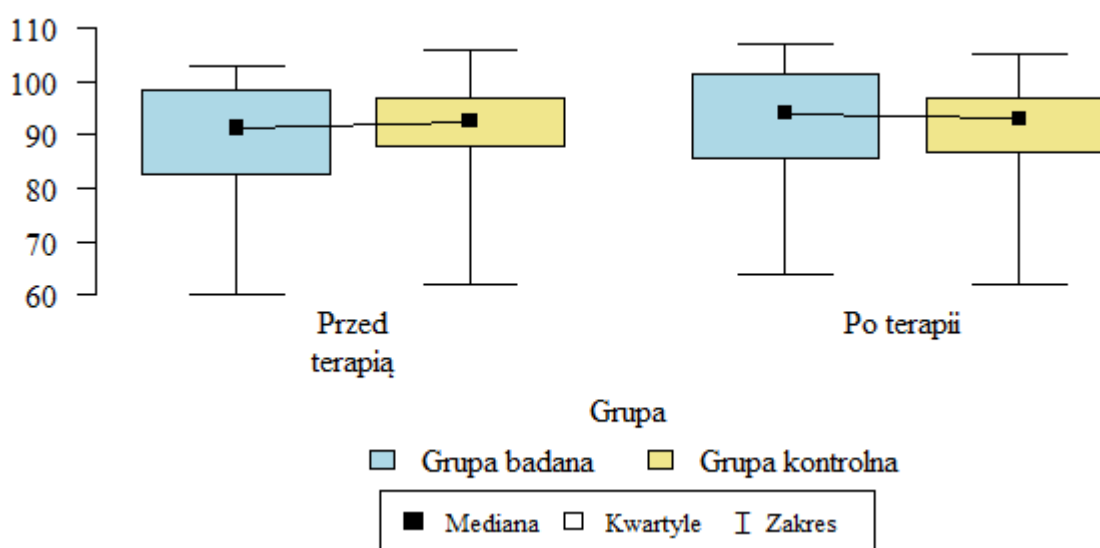 110
100
90
80
70
60
Przed
terapią
Po terapii
Grupa
Grupa badana Grupa kontrolna
Mediana Kwartyle Zakres